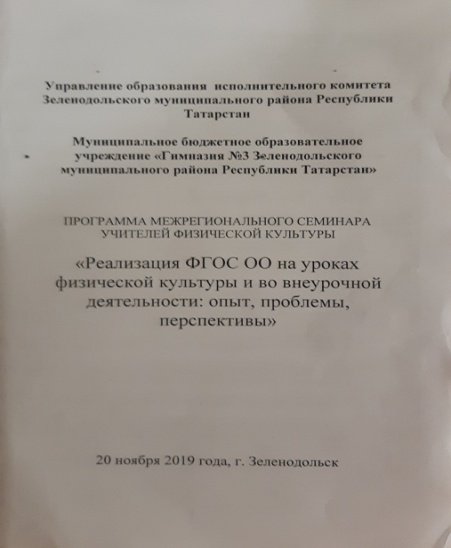 Управление образования исполнительного комитета
Зеленодольского муниципального района Республики
Татарстан
Муниципальное бюджетное образовательное
учреждение «Гимназия №3 Зеленодольского
муниципального района Республики Татарстан»
ПРОГРАММА МЕЖРЕГИОНАЛЬНОГО СЕМИНАРА
УЧИТЕЛЕЙ ФИЗИЧЕСКОЙ КУЛЬТУРЫ
«Реализация ФГОС ОО на уроках
физической культуры и во внеурочной
деятельности: опыт, проблемы,
перспективы»
20 ноября 2019 года, г. Зеленодольск